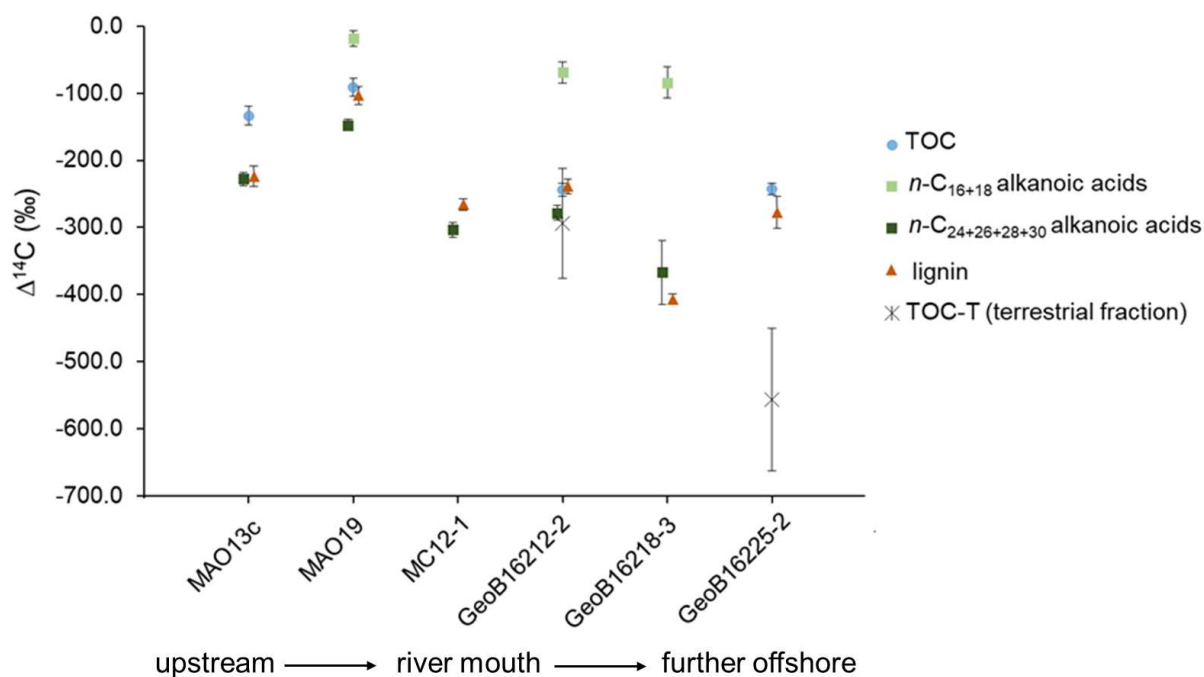 0.0
-100.0
-200.0
-300.0
-400.0
-500.0
-600.0
-700.0
Δ¹⁴C (‰)
MAO13c
MAO19
MC12-1
GeoB16212-2
GeoB16218-3
GeoB16225-2
upstream → river mouth → further offshore
TOC
n-C₁₆₊₁₈ alkanoic acids
n-C₂₄₊₂₆₊₂₈₊₃₀ alkanoic acids
lignin
TOC-T (terrestrial fraction)